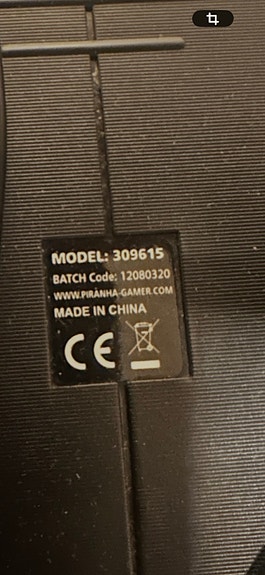 MODEL: 309615
BATCH Code: 12080320
WWW.PIRANHA-GAMER.COM
MADE IN CHINA
CE